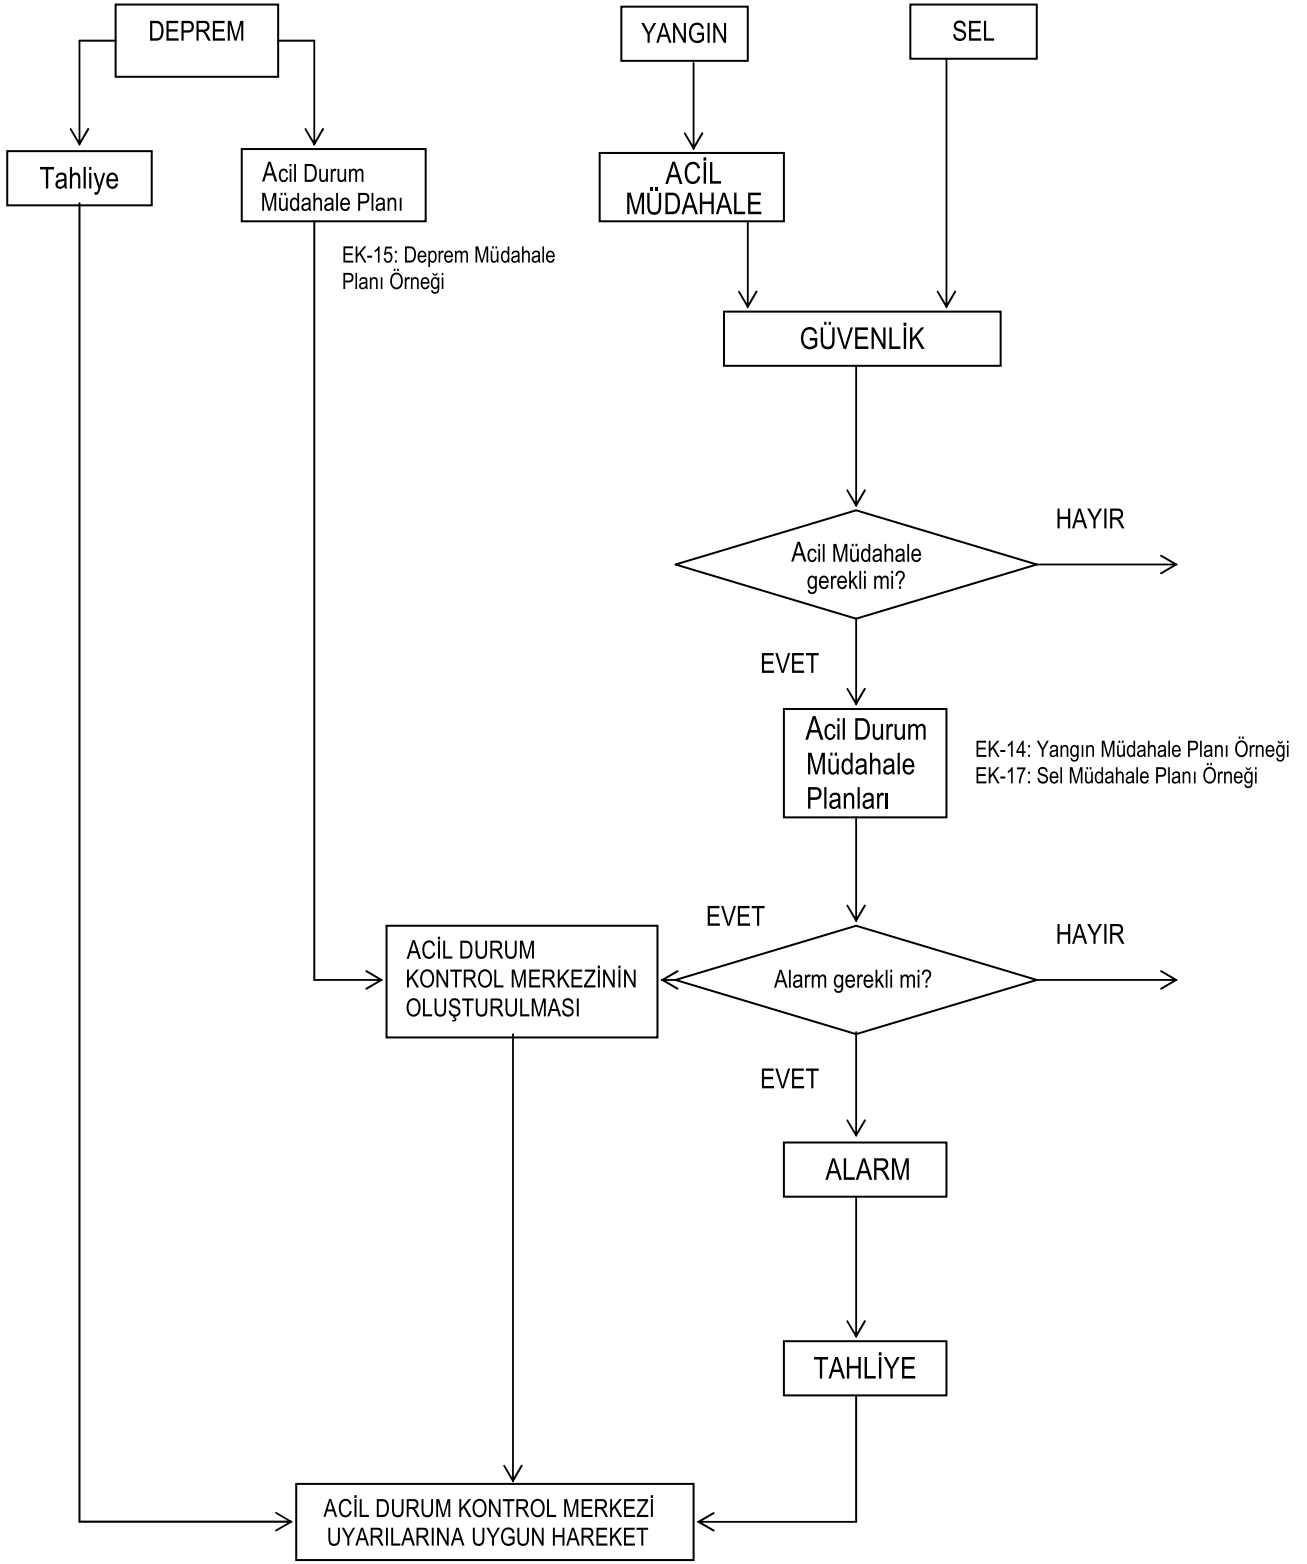 DEPREM
YANGIN
SEL
Tahliye
Acil Durum
Müdahale Planı
ACİL
MÜDAHALE
EK-15: Deprem Müdahale
Planı Örneği
GÜVENLİK
Acil Müdahale
gerekli mi?
HAYIR
EVET
Acil Durum
Müdahale
Planları
EK-14: Yangın Müdahale Planı Örneği
EK-17: Sel Müdahale Planı Örneği
EVET
HAYIR
ACİL DURUM
KONTROL MERKEZİNİN
OLUŞTURULMASI
Alarm gerekli mi?
EVET
ALARM
TAHLİYE
ACİL DURUM KONTROL MERKEZİ
UYARILARINA UYGUN HAREKET